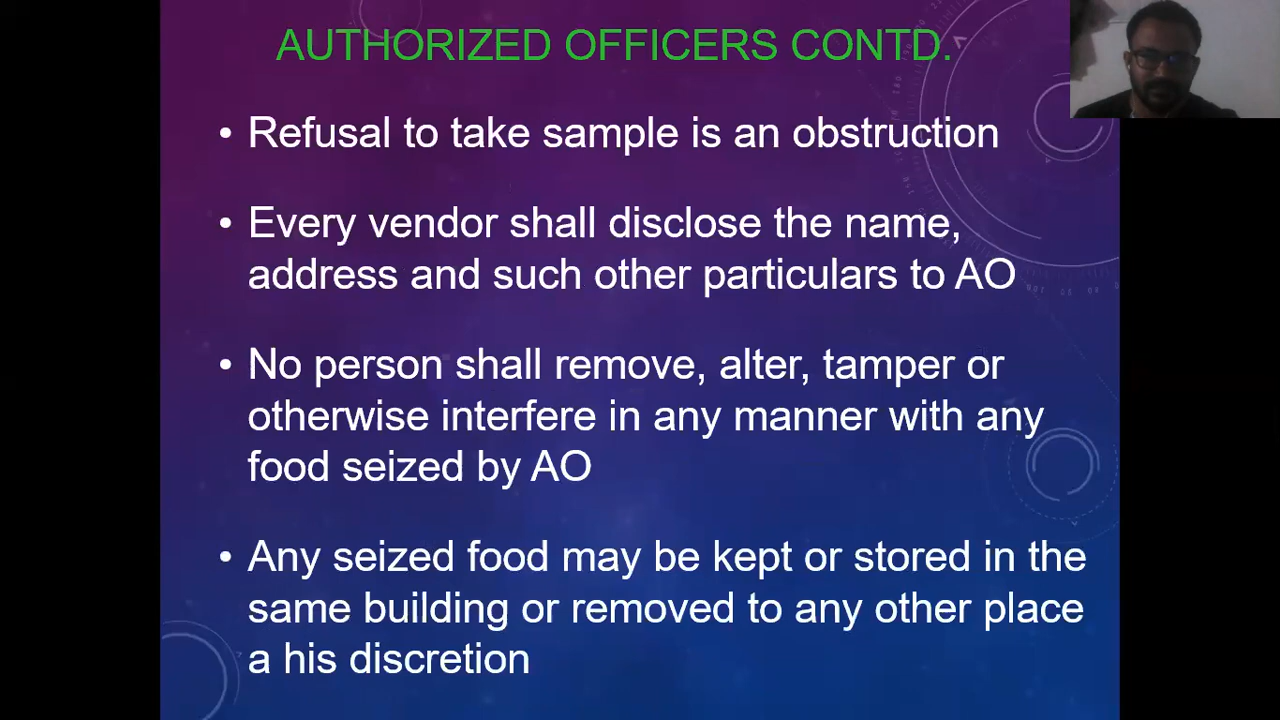 AUTHORIZED OFFICERS CONTD.
• Refusal to take sample is an obstruction
• Every vendor shall disclose the name,
address and such other particulars to AO
• No person shall remove, alter, tamper or
otherwise interfere in any manner with any
food seized by AO
• Any seized food may be kept or stored in the
same building or removed to any other place
a his discretion